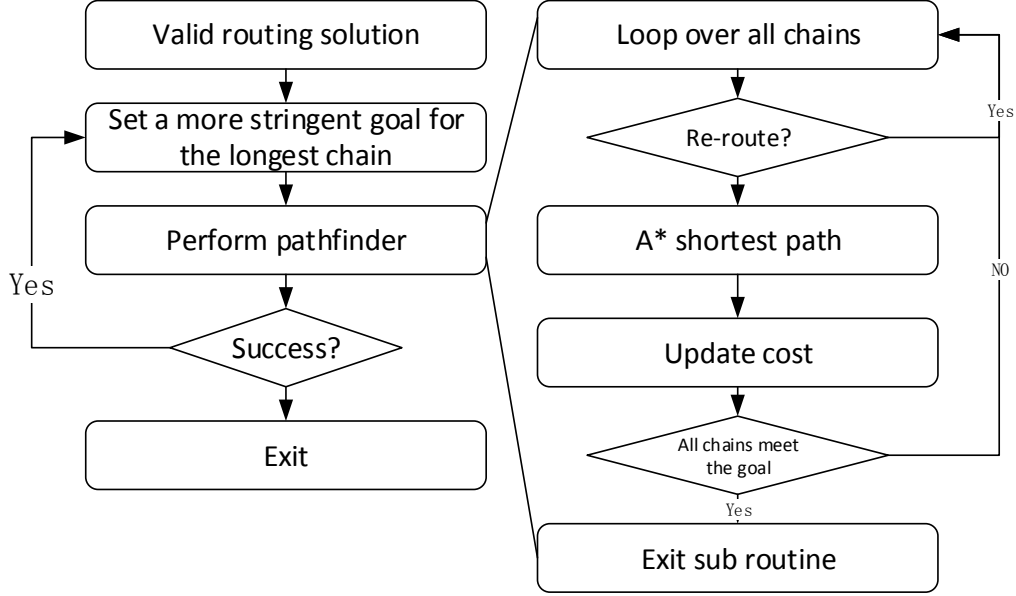 Valid routing solution
Set a more stringent goal for
the longest chain
Perform pathfinder
Yes
Success?
Exit
Loop over all chains
Yes
Re-route?
A* shortest path
NO
Update cost
All chains meet
the goal
Yes
Exit sub routine